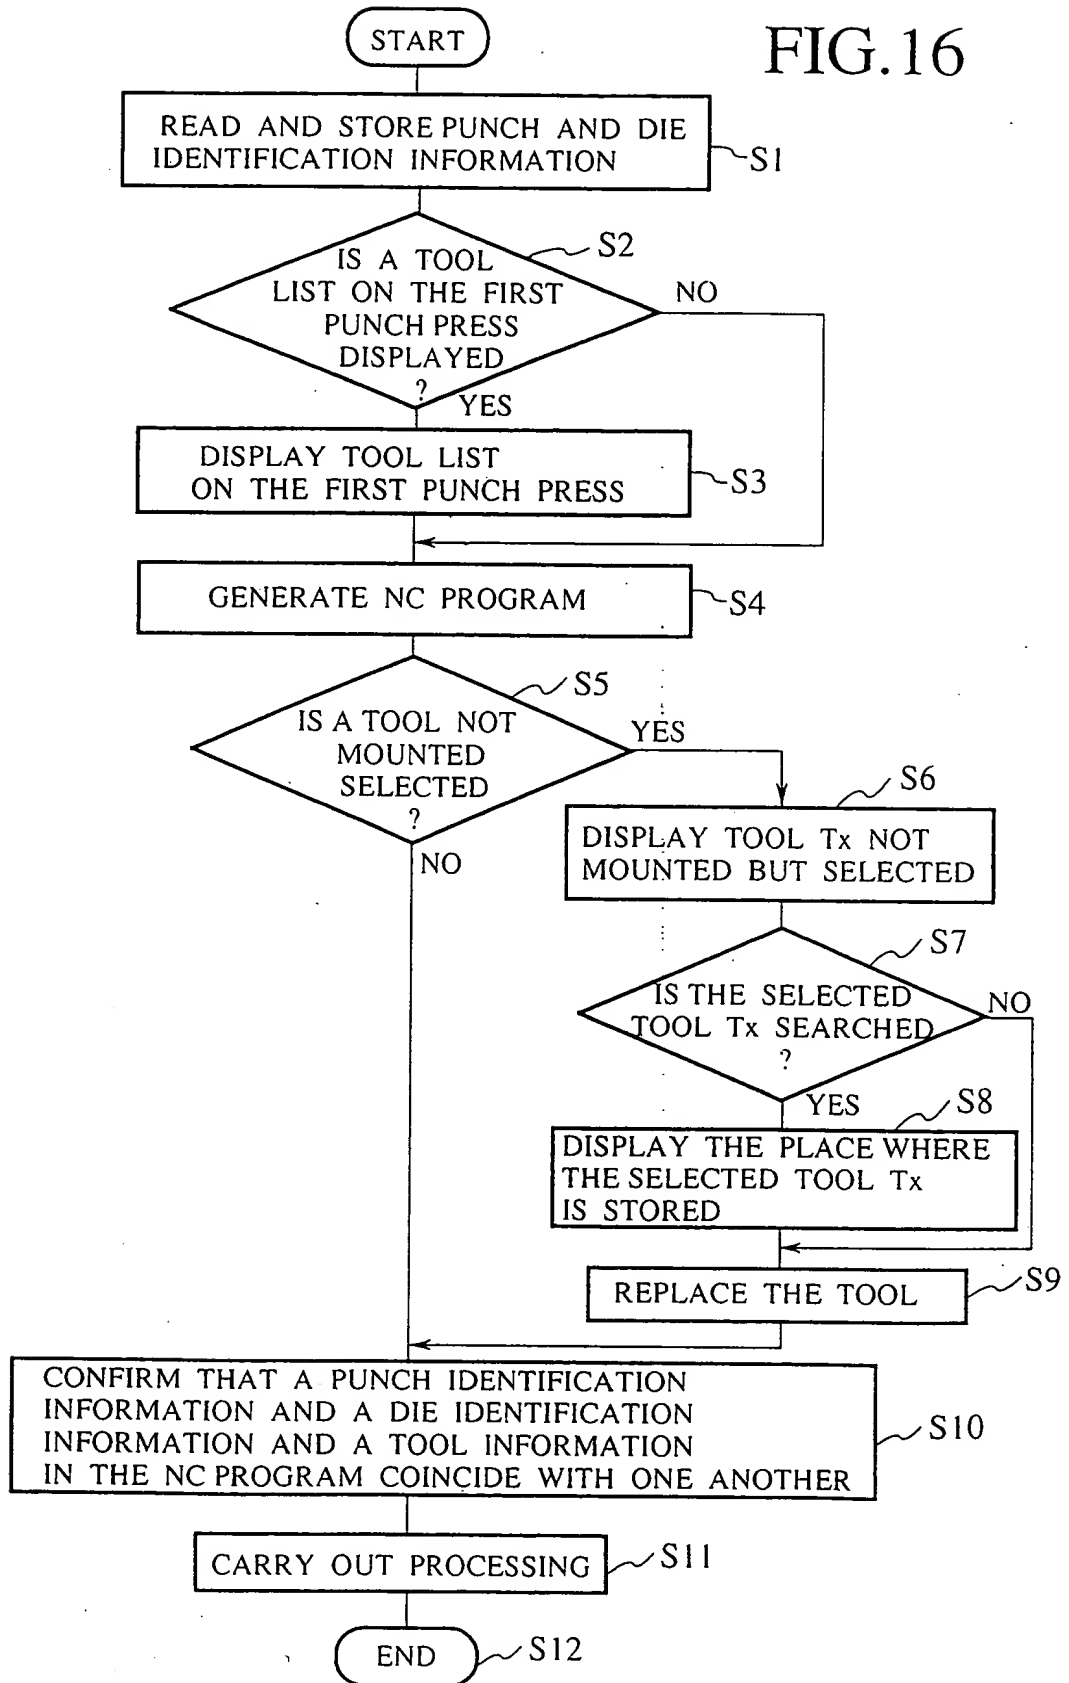 FIG.16
START
READ AND STORE PUNCH AND DIE
IDENTIFICATION INFORMATION
S1
S2
IS A TOOL
LIST ON THE FIRST
PUNCH PRESS
DISPLAYED
?
NO
YES
DISPLAY TOOL LIST
ON THE FIRST PUNCH PRESS
S3
GENERATE NC PROGRAM
S4
S5
IS A TOOL NOT
MOUNTED
SELECTED
?
YES
NO
S6
DISPLAY TOOL Tx NOT
MOUNTED BUT SELECTED
S7
IS THE SELECTED
TOOL Tx SEARCHED
?
NO
YES
S8
DISPLAY THE PLACE WHERE
THE SELECTED TOOL Tx
IS STORED
REPLACE THE TOOL
S9
CONFIRM THAT A PUNCH IDENTIFICATION
INFORMATION AND A DIE IDENTIFICATION
INFORMATION AND A TOOL INFORMATION
IN THE NC PROGRAM COINCIDE WITH ONE ANOTHER
S10
CARRY OUT PROCESSING
S11
END
S12